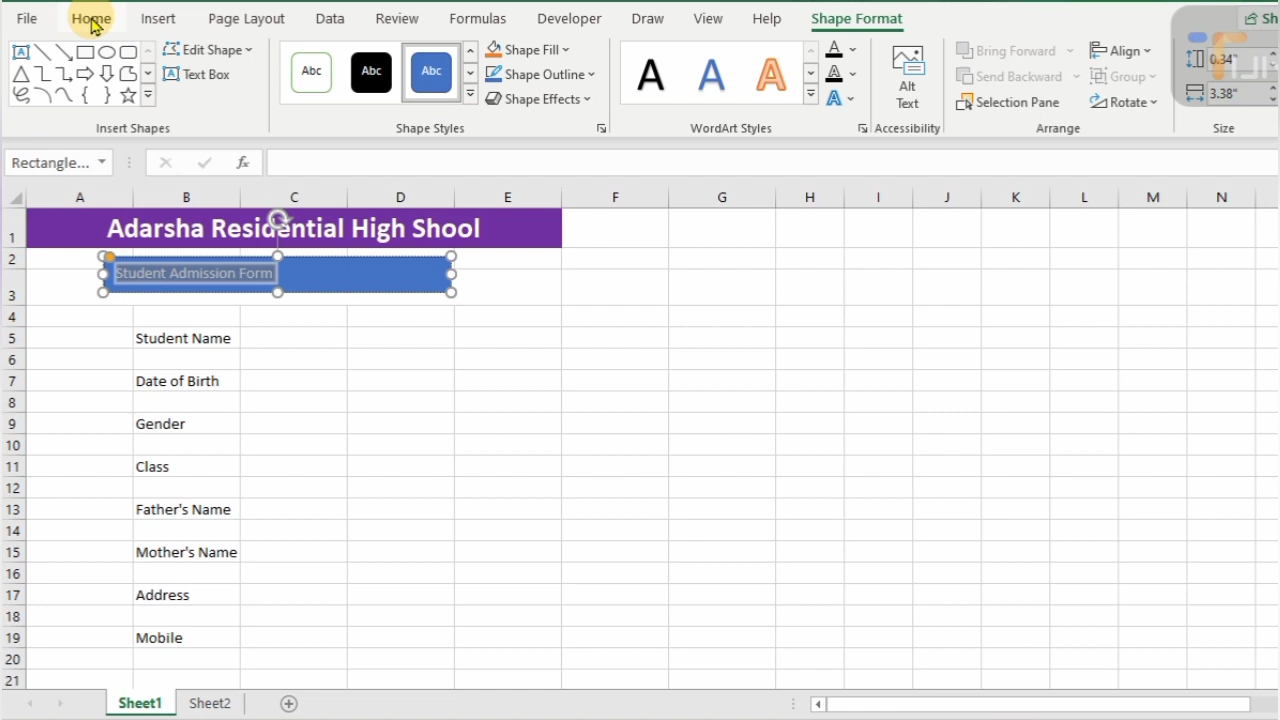 File Home Insert Page Layout Data Review Formulas Developer Draw View Help Shape Format Sh
Edit Shape Abc Abc Abc Shape Fill A A A A Alt Text Bring Forward Align 0.34"
Text Box Shape Outline A Send Backward Group
Shape Effects A Selection Pane Rotate 3.38"
Insert Shapes Shape Styles WordArt Styles Accessibility Arrange Size
Rectangle... fx
A B C D E F G H I J K L M N
1 Adarsha Residential High Shool
2
Student Admission Form
3
4
5 Student Name
6
7 Date of Birth
8
9 Gender
10
11 Class
12
13 Father's Name
14
15 Mother's Name
16
17 Address
18
19 Mobile
20
21
Sheet1 Sheet2